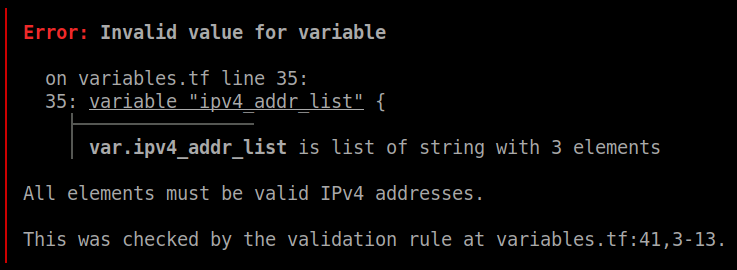 Error: Invalid value for variable
on variables.tf line 35:
35: variable "ipv4_addr_list" {
var.ipv4_addr_list is list of string with 3 elements
All elements must be valid IPv4 addresses.
This was checked by the validation rule at variables.tf:41,3-13.